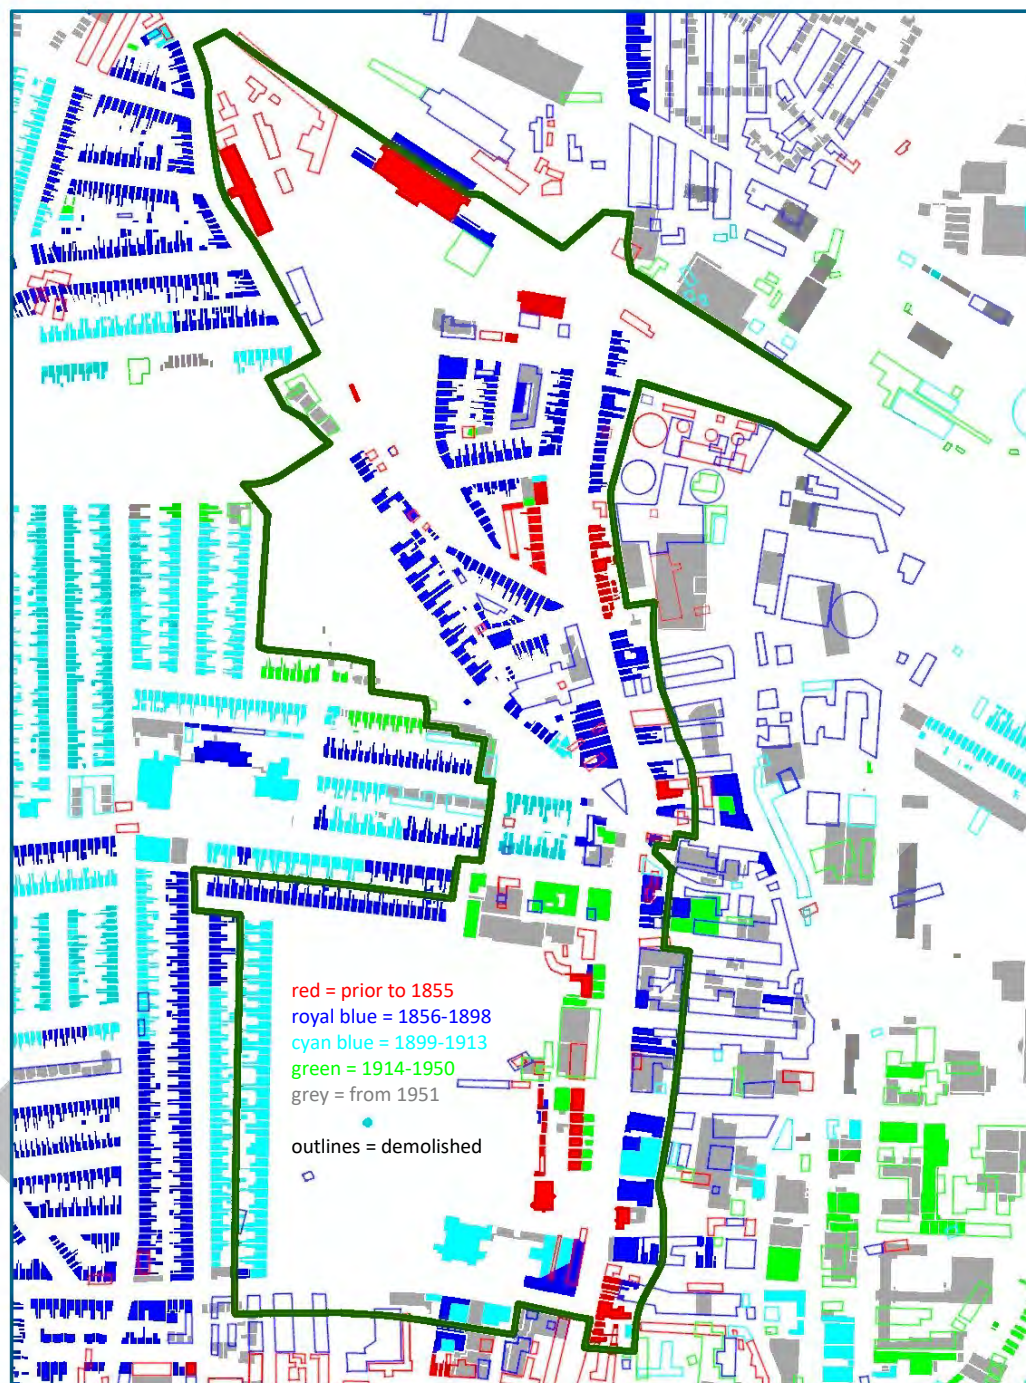 red = prior to 1855
royal blue = 1856-1898
cyan blue = 1899-1913
green = 1914-1950
grey = from 1951
outlines = demolished